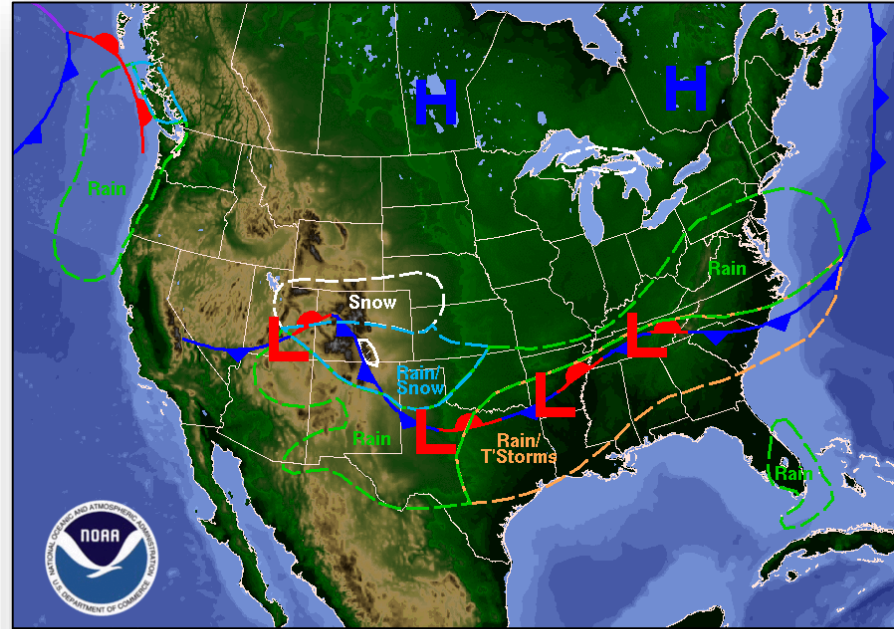 H
H
Rain
Rain
Snow
L
L
Rain/
Snow
L
L
Rain
Rain/
T'Storms
Rain
NATIONAL OCEANIC AND ATMOSPHERIC ADMINISTRATION
NOAA
U.S. DEPARTMENT OF COMMERCE